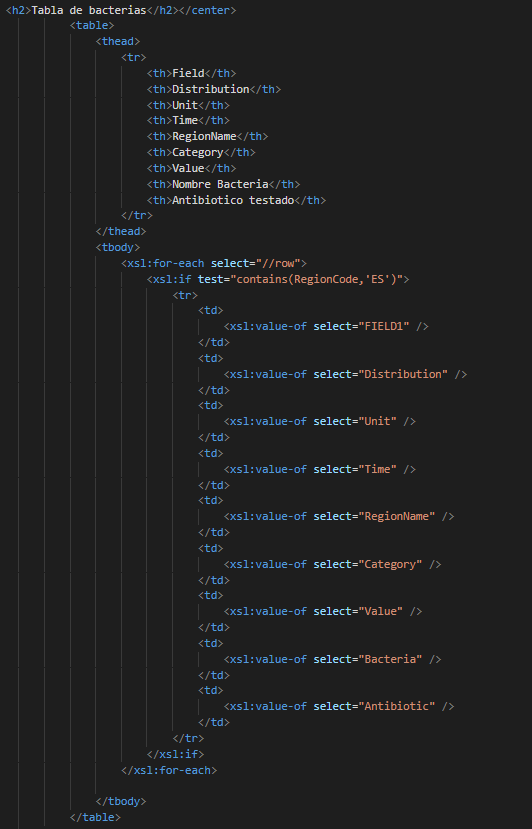 <h2>Tabla de bacterias</h2></center>
<table>
<thead>
<tr>
<th>Field</th>
<th>Distribution</th>
<th>Unit</th>
<th>Time</th>
<th>RegionName</th>
<th>Category</th>
<th>Value</th>
<th>Nombre Bacteria</th>
<th>Antibiotico testado</th>
</tr>
</thead>
<tbody>
<xsl:for-each select="//row">
<xsl:if test="contains(RegionCode,'ES')">
<tr>
<td>
<xsl:value-of select="FIELD1" />
</td>
<td>
<xsl:value-of select="Distribution" />
</td>
<td>
<xsl:value-of select="Unit" />
</td>
<td>
<xsl:value-of select="Time" />
</td>
<td>
<xsl:value-of select="RegionName" />
</td>
<td>
<xsl:value-of select="Category" />
</td>
<td>
<xsl:value-of select="Value" />
</td>
<td>
<xsl:value-of select="Bacteria" />
</td>
<td>
<xsl:value-of select="Antibiotic" />
</td>
</tr>
</xsl:if>
</xsl:for-each>
</tbody>
</table>